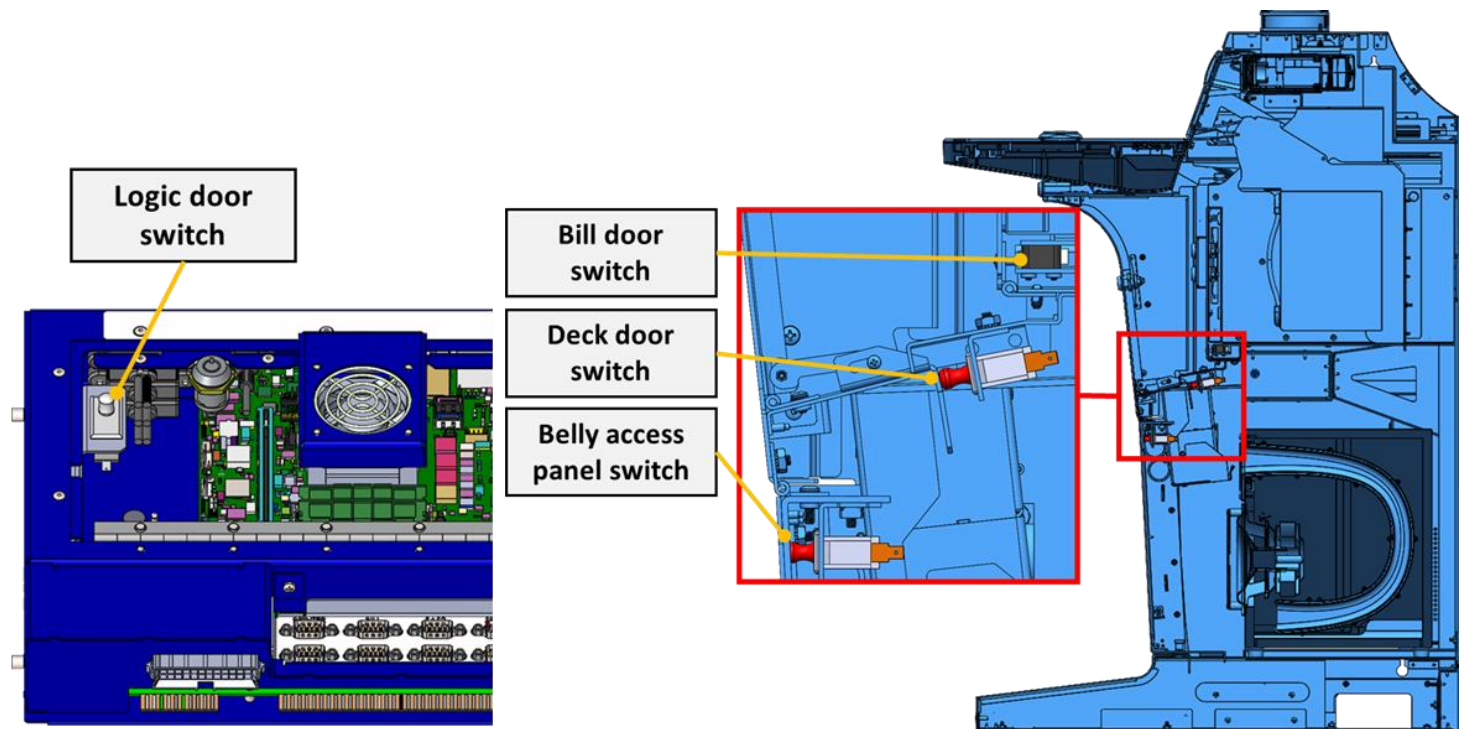 Logic door
switch
Bill door
switch
Deck door
switch
Belly access
panel switch